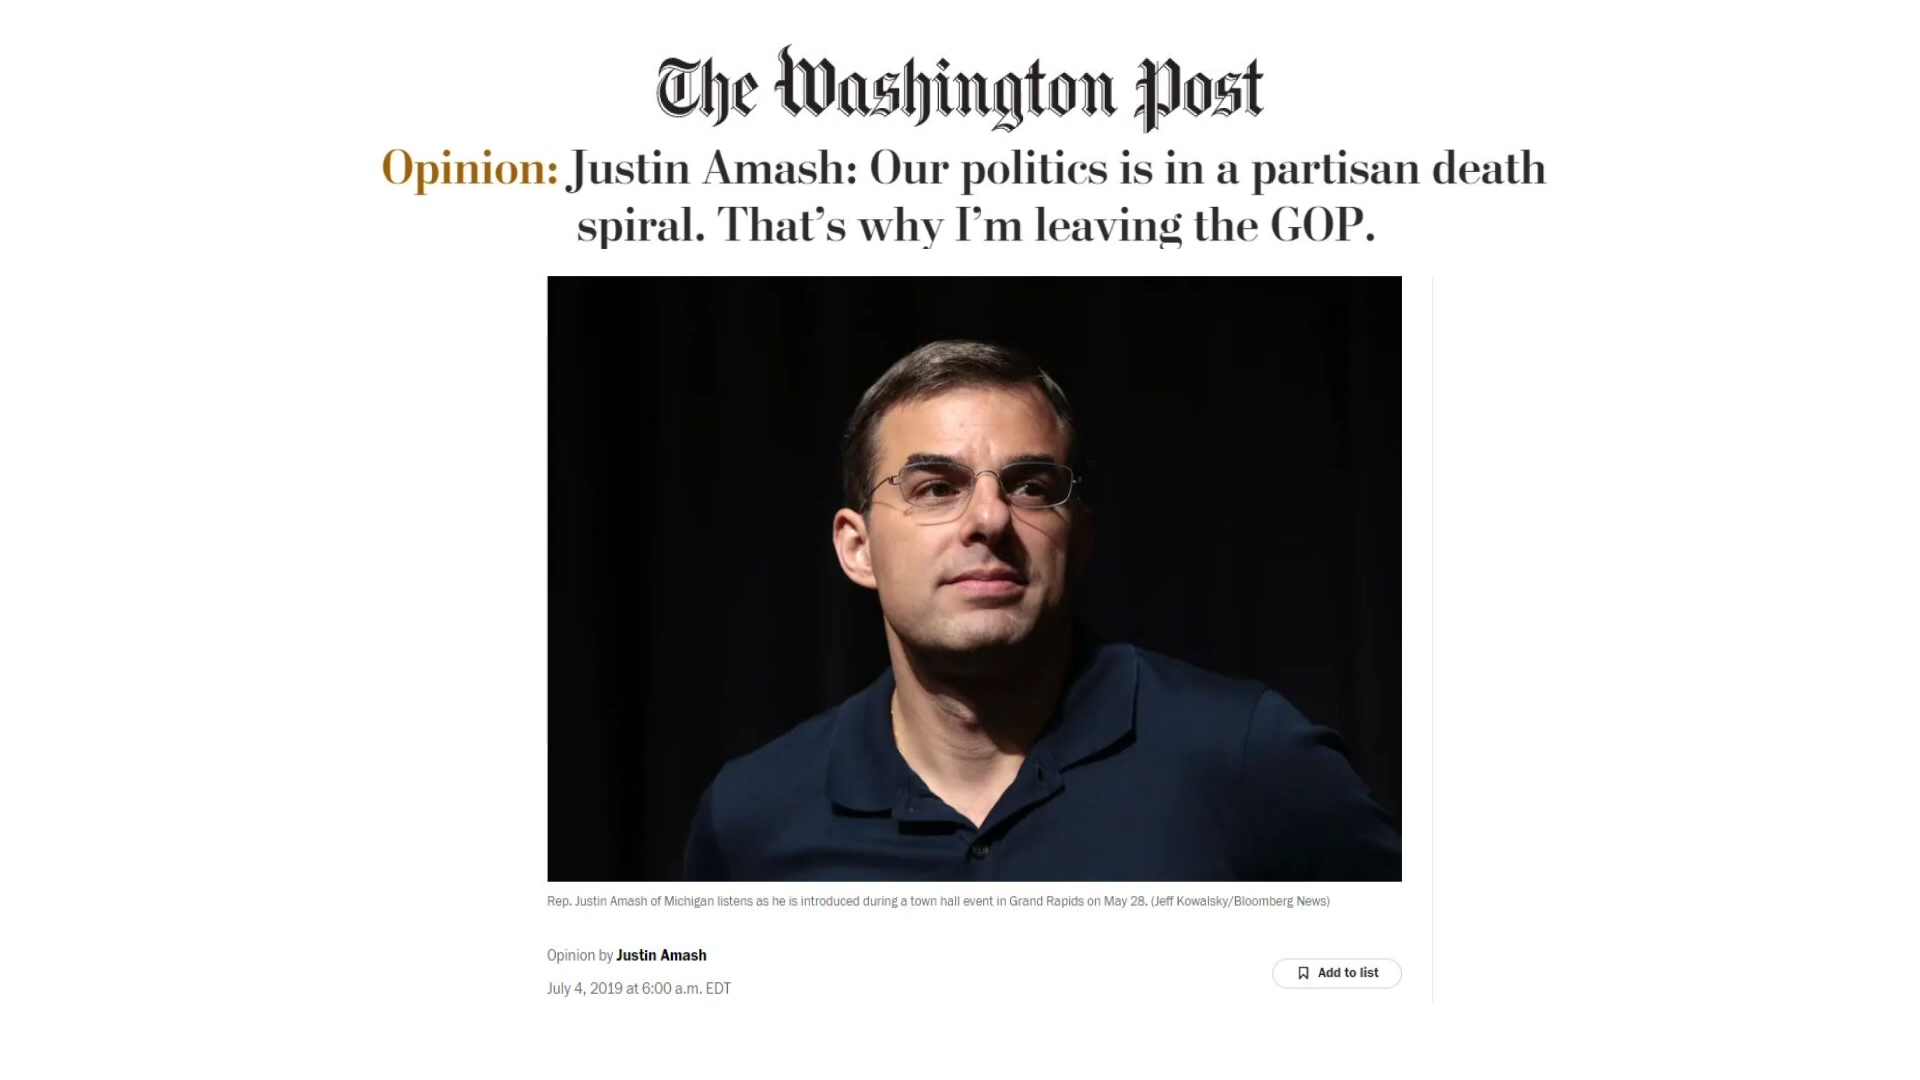 The Washington Post
Opinion: Justin Amash: Our politics is in a partisan death
spiral. That’s why I’m leaving the GOP.
Rep. Justin Amash of Michigan listens as he is introduced during a town hall event in Grand Rapids on May 28. (Jeff Kowalsky/Bloomberg News)
Opinion by Justin Amash
Add to list
July 4, 2019 at 6:00 a.m. EDT